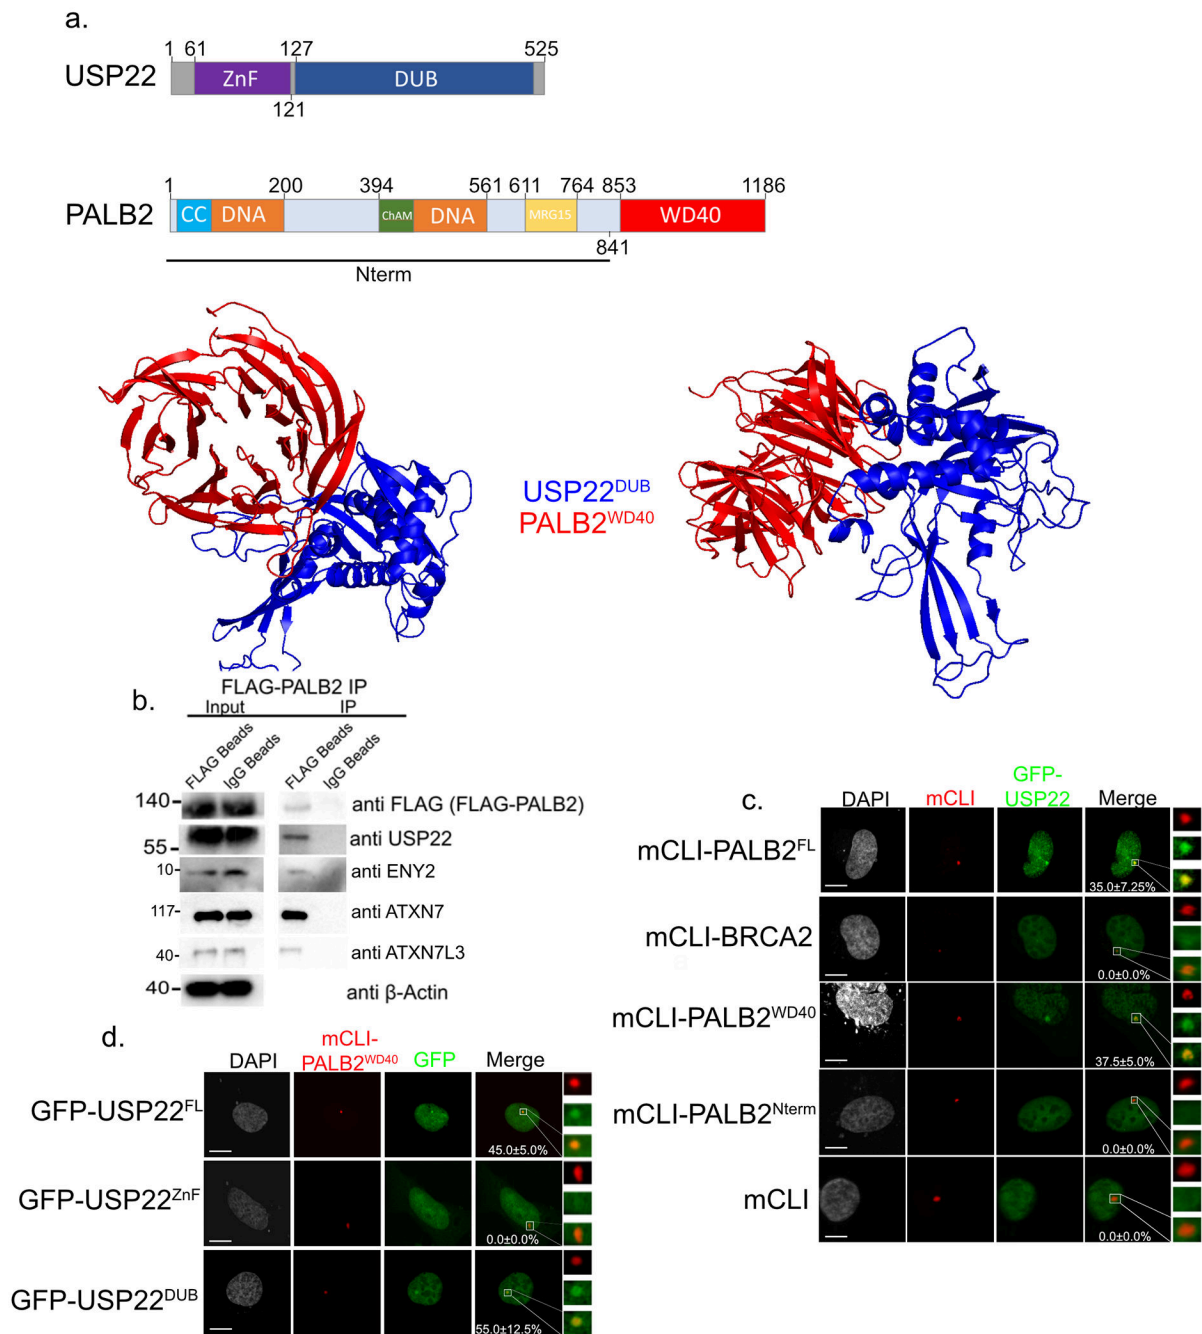 a.
1 61 127 525
USP22 ZnF DUB
121
1 200 394 561 611 764 853 1186
PALB2 CC DNA ChAM DNA MRG15 WD40
841
Nterm
USP22DUB
PALB2WD40
b.
FLAG-PALB2 IP
Input IP
FLAG Beads IgG Beads FLAG Beads IgG Beads
140 anti FLAG (FLAG-PALB2)
55 anti USP22
10 anti ENY2
117 anti ATXN7
40 anti ATXN7L3
40 anti β-Actin
c.
DAPI mCLI GFP-USP22 Merge
mCLI-PALB2FL
35.0±7.25%
mCLI-BRCA2
0.0±0.0%
mCLI-PALB2WD40
37.5±5.0%
mCLI-PALB2Nterm
0.0±0.0%
mCLI
0.0±0.0%
d.
DAPI mCLI-PALB2WD40 GFP Merge
GFP-USP22FL
45.0±5.0%
GFP-USP22ZnF
0.0±0.0%
GFP-USP22DUB
55.0±12.5%